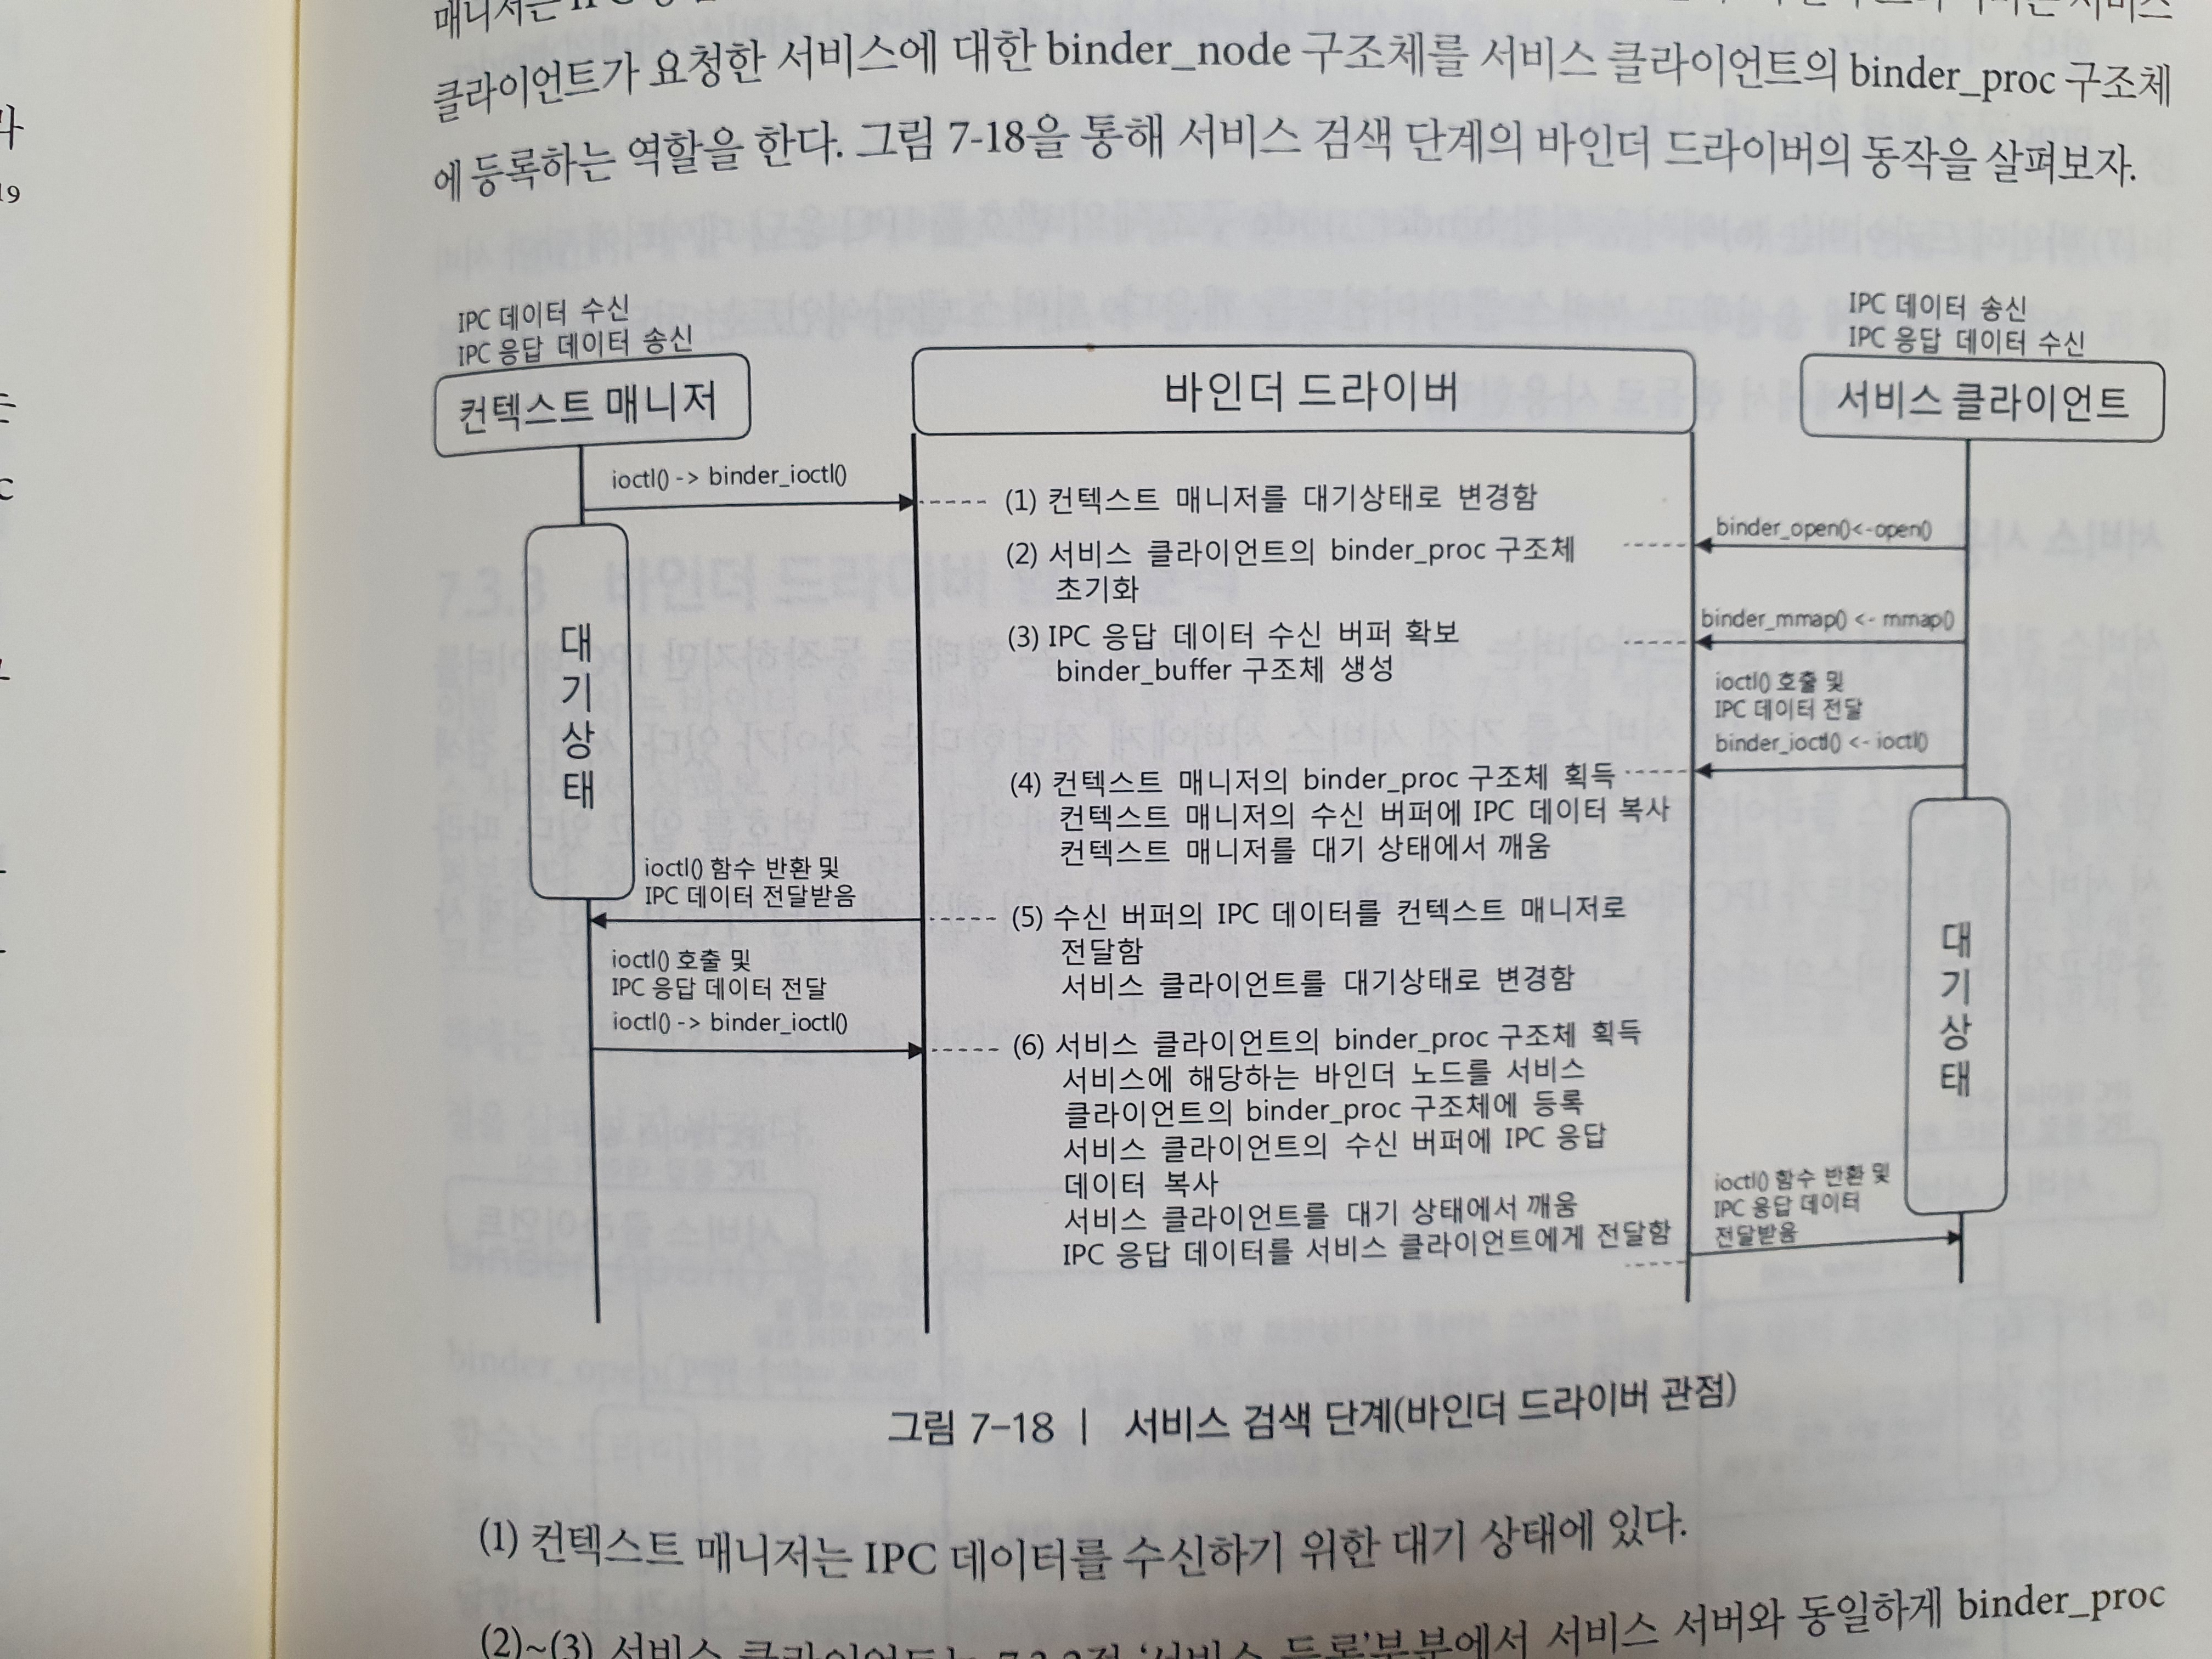 클라이언트가 요청한 서비스에 대한 binder_node 구조체를 서비스 클라이언트의 binder_proc 구조체
에 등록하는 역할을 한다. 그림 7-18을 통해 서비스 검색 단계의 바인더 드라이버의 동작을 살펴보자.
IPC 데이터 수신
IPC 응답 데이터 송신
컨텍스트 매니저
바인더 드라이버
IPC 데이터 송신
IPC 응답 데이터 수신
서비스 클라이언트
ioctl() -> binder_ioctl()
(1) 컨텍스트 매니저를 대기상태로 변경함
binder_open()<-open()
(2) 서비스 클라이언트의 binder_proc 구조체
초기화
대기상태
binder_mmap() <- mmap()
(3) IPC 응답 데이터 수신 버퍼 확보
binder_buffer 구조체 생성
ioctl() 호출 및
IPC 데이터 전달
binder_ioctl() <- ioctl()
(4) 컨텍스트 매니저의 binder_proc 구조체 획득
컨텍스트 매니저의 수신 버퍼에 IPC 데이터 복사
컨텍스트 매니저를 대기 상태에서 깨움
ioctl() 함수 반환 및
IPC 데이터 전달받음
(5) 수신 버퍼의 IPC 데이터를 컨텍스트 매니저로
전달함
서비스 클라이언트를 대기상태로 변경함
대기상태
ioctl() 호출 및
IPC 응답 데이터 전달
ioctl() -> binder_ioctl()
(6) 서비스 클라이언트의 binder_proc 구조체 획득
서비스에 해당하는 바인더 노드를 서비스
클라이언트의 binder_proc 구조체에 등록
서비스 클라이언트의 수신 버퍼에 IPC 응답
데이터 복사
서비스 클라이언트를 대기 상태에서 깨움
IPC 응답 데이터를 서비스 클라이언트에게 전달함
ioctl() 함수 반환 및
IPC 응답 데이터
전달받음
그림 7-18 | 서비스 검색 단계(바인더 드라이버 관점)
(1) 컨텍스트 매니저는 IPC 데이터를 수신하기 위한 대기 상태에 있다.
(2)~(3) 서비스 클라이언트는 7.3.2절 '서비스 등록'부분에서 서비스 서버와 동일하게 binder_proc